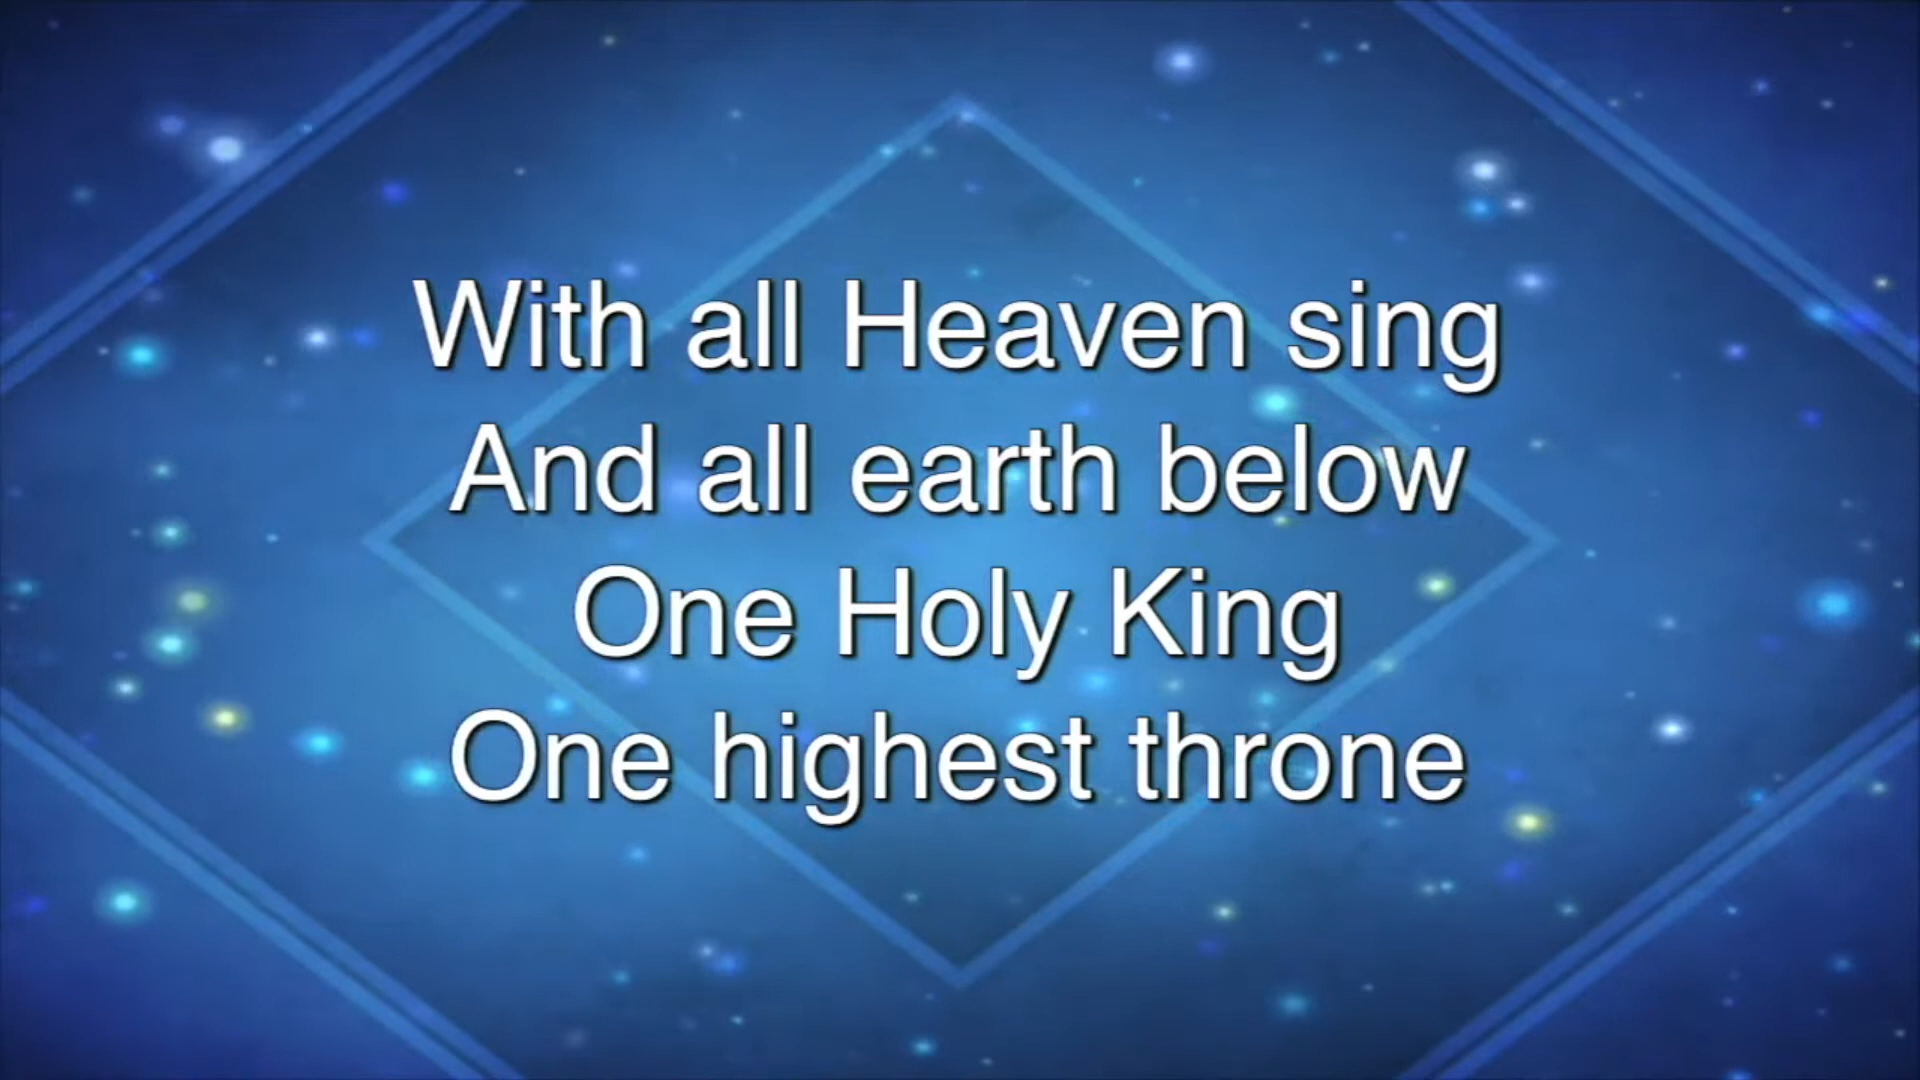 With all Heaven sing
And all earth below
One Holy King
One highest throne